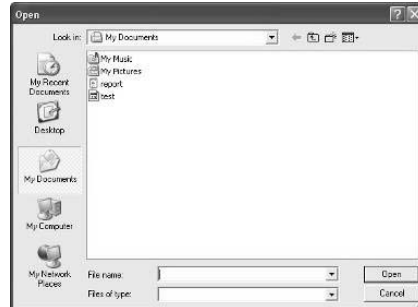 Open
Look in: My Documents
My Music
My Pictures
report
test
My Recent
Documents
Desktop
My Documents
My Computer
My Network
Places
File name:
Open
Files of type:
Cancel